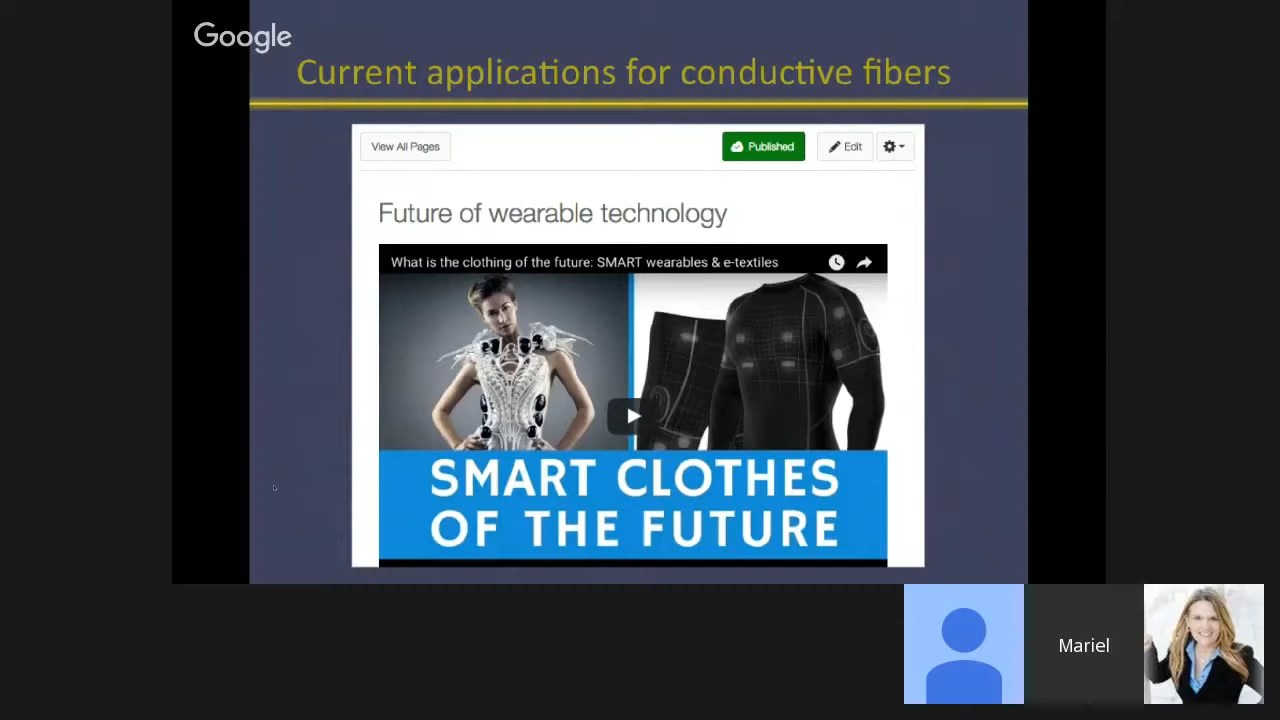 Google
Current applications for conductive fibers
View All Pages
Published
Edit
Future of wearable technology
What is the clothing of the future: SMART wearables & e-textiles
SMART CLOTHES
OF THE FUTURE
Mariel